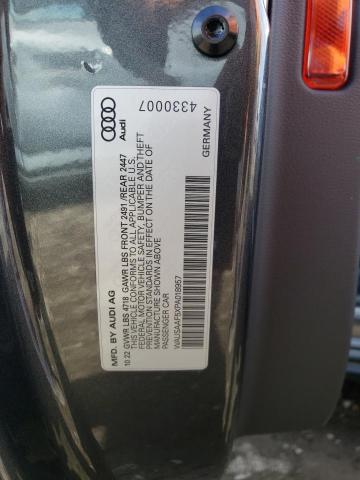 Audi
4330007
GERMANY
MFD. BY AUDI AG
10.22 GVWR LBS 4718 GAWR LBS FRONT 2491 /REAR 2447
CONFORMS TO ALL APPLICABLE U.S.
FEDERAL MOTOR VEHICLE SAFETY, BUMPER AND THEFT
PREVENTION STANDARDS IN EFFECT ON THE DATE OF
MANUFACTURE SHOWN ABOVE
PASSENGER CAR
WAUSAAF5XPA018957